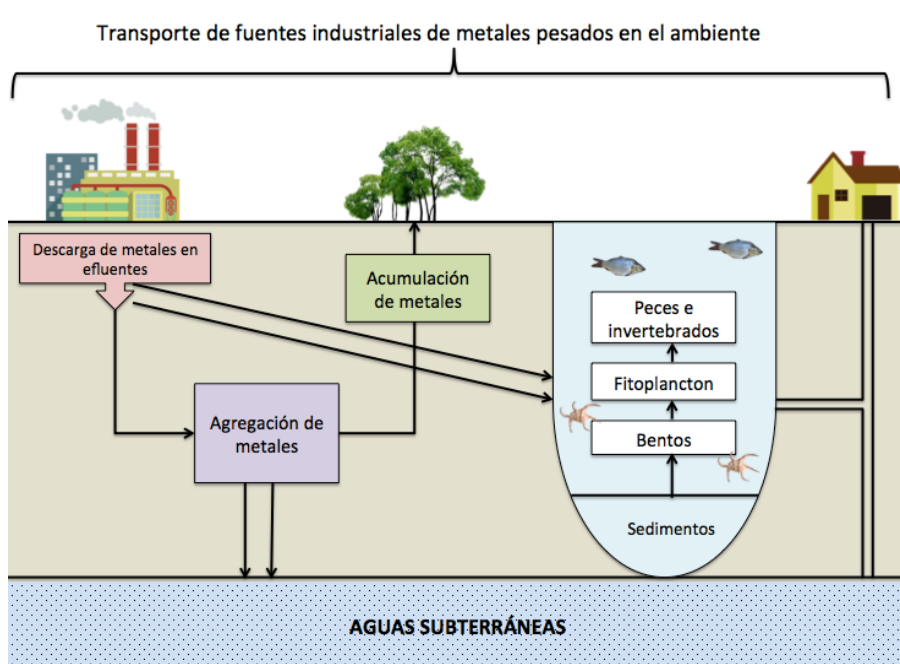 Transporte de fuentes industriales de metales pesados en el ambiente
Descarga de metales en
efluentes
Acumulación
de metales
Agregación de
metales
Peces e
invertebrados
Fitoplancton
Bentos
Sedimentos
AGUAS SUBTERRÁNEAS